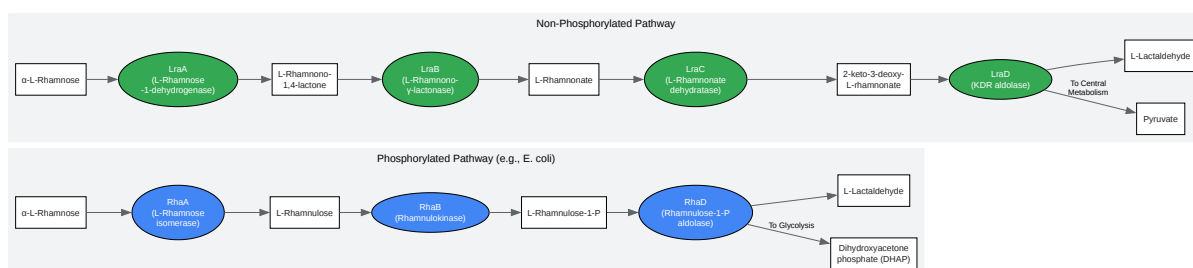 Non-Phosphorylated Pathway
α-L-Rhamnose
LraA
(L-Rhamnose
-1-dehydrogenase)
L-Rhamnono-
1,4-lactone
LraB
(L-Rhamnono-
γ-lactonase)
L-Rhamnonate
LraC
(L-Rhamnonate
dehydratase)
2-keto-3-deoxy-
L-rhamnonate
LraD
(KDR aldolase)
L-Lactaldehyde
To Central
Metabolism
Pyruvate
Phosphorylated Pathway (e.g., E. coli)
α-L-Rhamnose
RhaA
(L-Rhamnose
isomerase)
L-Rhamnulose
RhaB
(Rhamnulokinase)
L-Rhamnulose-1-P
RhaD
(Rhamnulose-1-P
aldolase)
L-Lactaldehyde
To Glycolysis
Dihydroxyacetone
phosphate (DHAP)